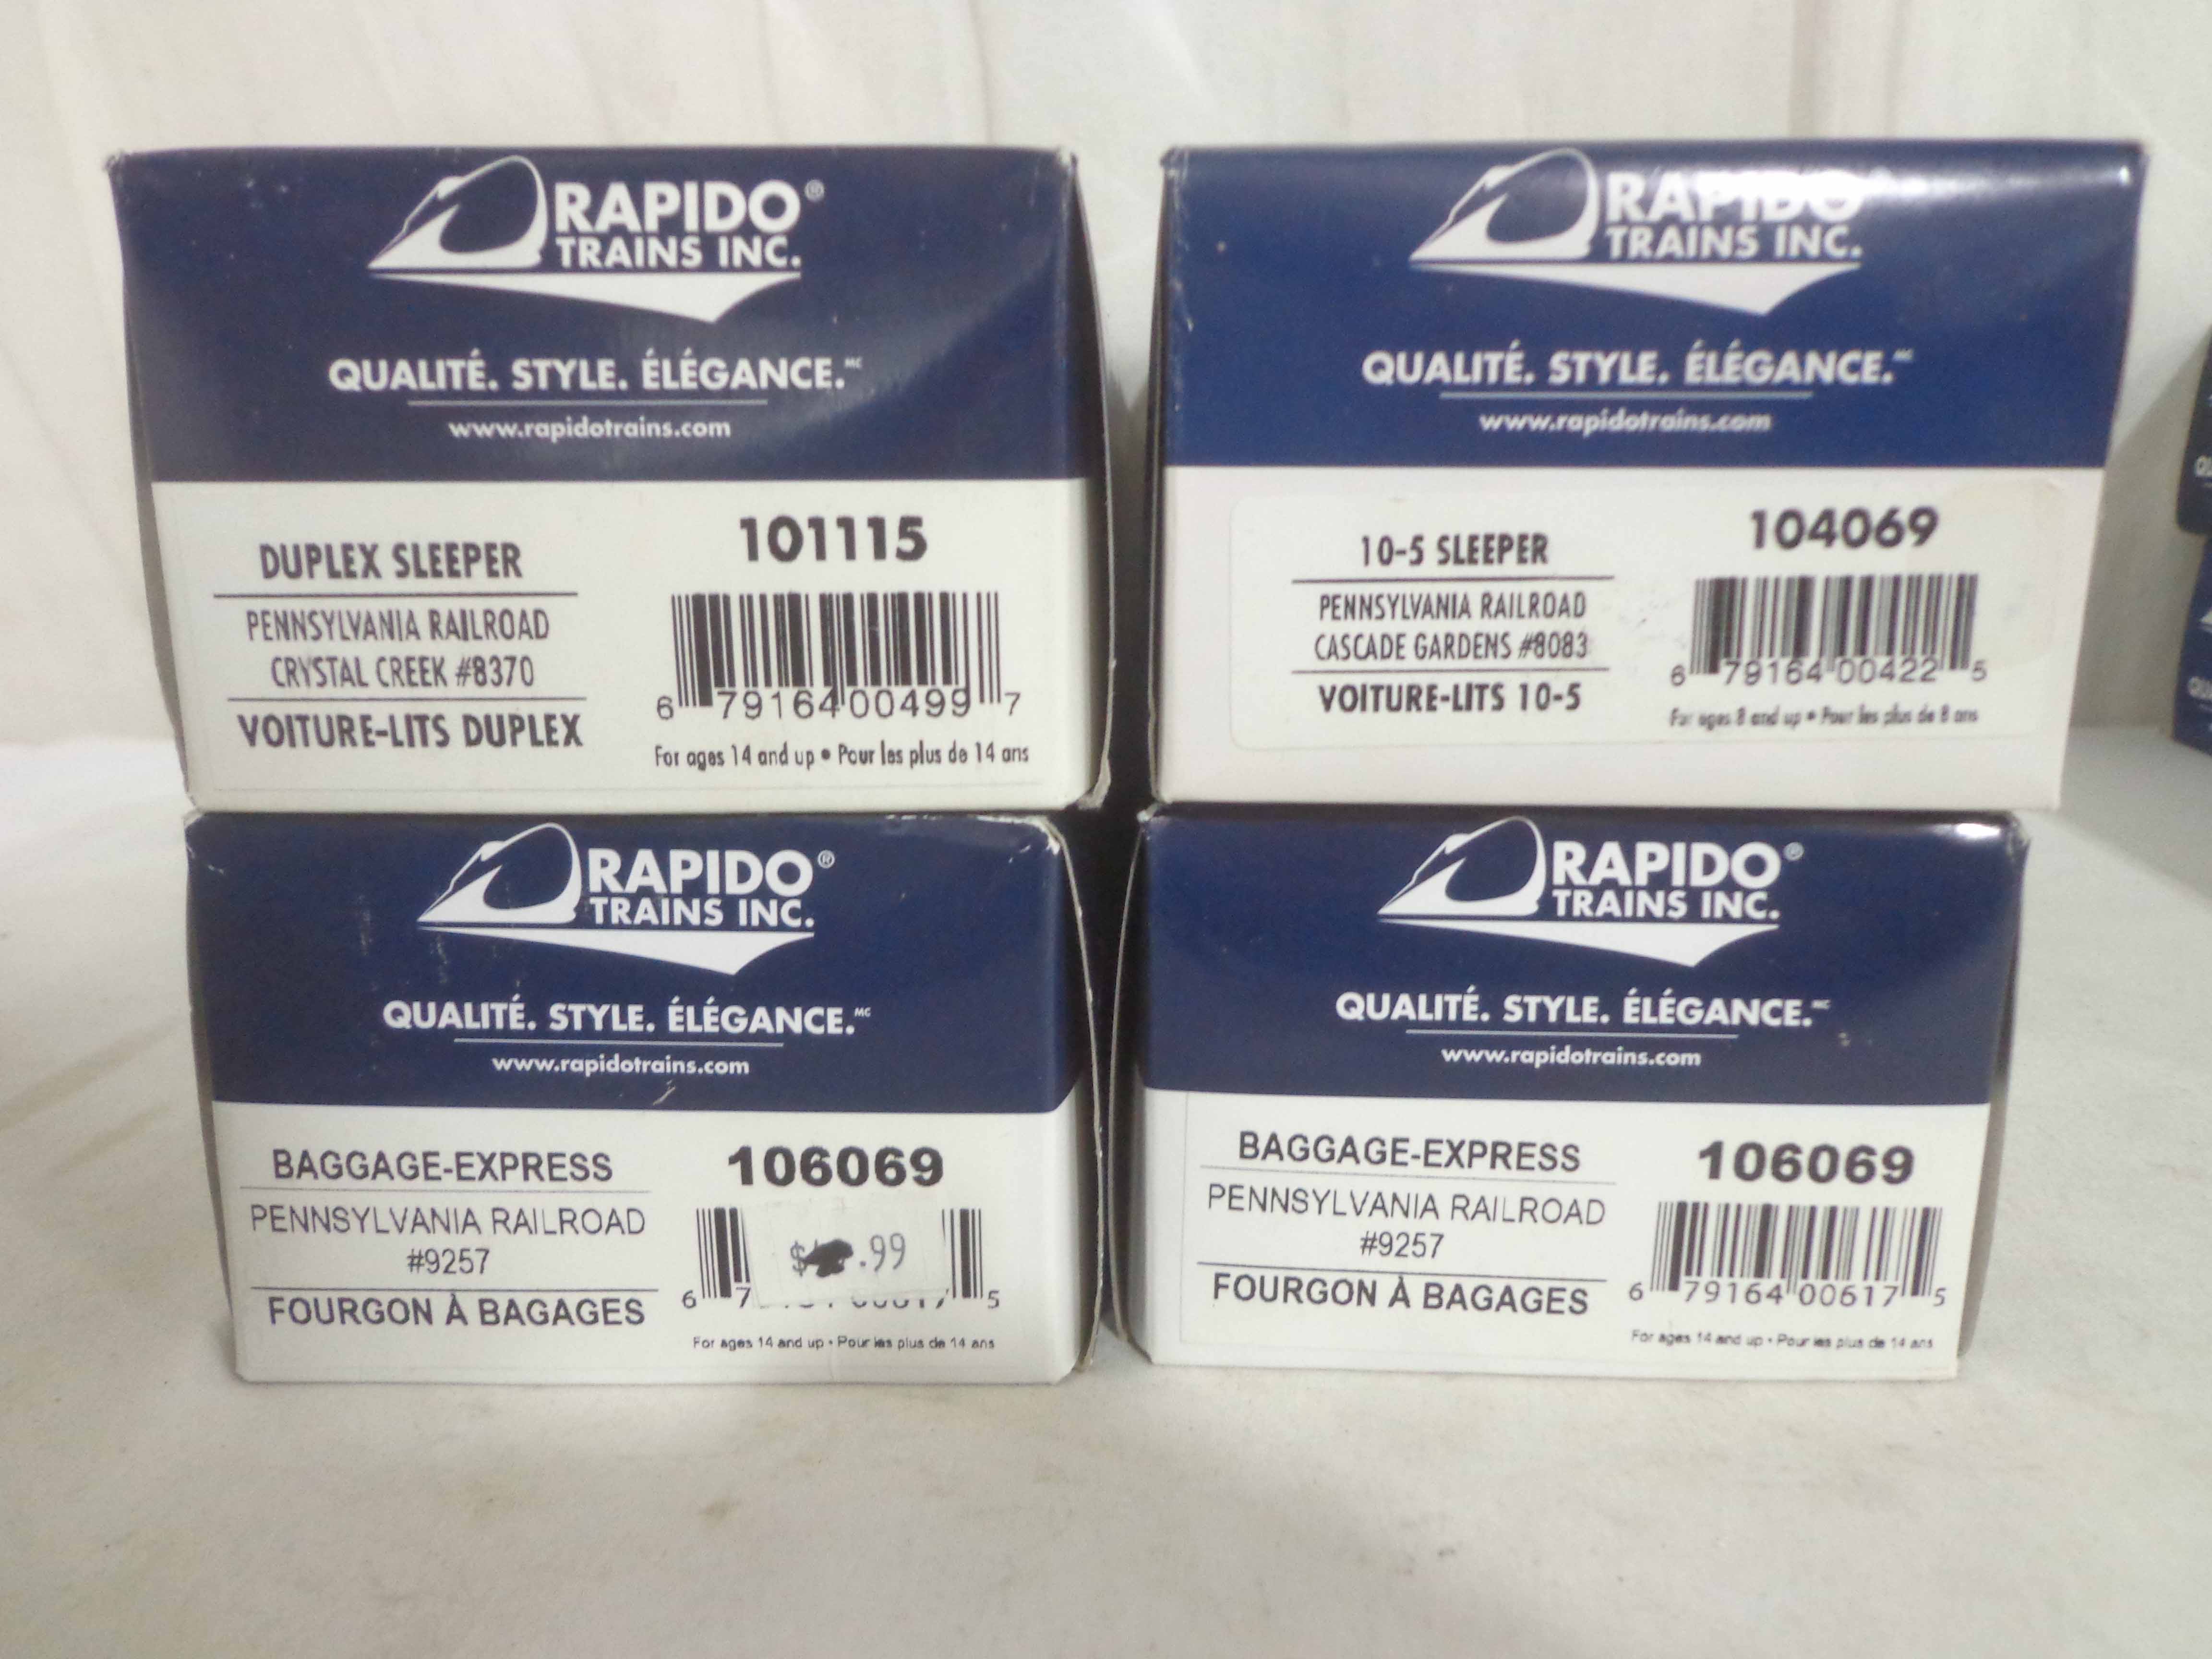 RAPIDO®
TRAINS INC.
QUALITÉ. STYLE. ÉLÉGANCE.MC
www.rapidotrains.com
DUPLEX SLEEPER
PENNSYLVANIA RAILROAD
CRYSTAL CREEK #8370
VOITURE-LITS DUPLEX
101115
6 79164 00499 7
For ages 14 and up • Pour les plus de 14 ans
RAPIDO
TRAINS INC.
QUALITÉ. STYLE. ÉLÉGANCE.MC
www.rapidotrains.com
10-5 SLEEPER
PENNSYLVANIA RAILROAD
CASCADE GARDENS #8083
VOITURE-LITS 10-5
104069
6 79164 00422 5
For ages 8 and up • Pour les plus de 8 ans
RAPIDO®
TRAINS INC.
QUALITÉ. STYLE. ÉLÉGANCE.MC
www.rapidotrains.com
BAGGAGE-EXPRESS
PENNSYLVANIA RAILROAD
#9257
FOURGON À BAGAGES
106069
$ .99
6 7 5
For ages 14 and up • Pour les plus de 14 ans
RAPIDO®
TRAINS INC.
QUALITÉ. STYLE. ÉLÉGANCE.MC
www.rapidotrains.com
BAGGAGE-EXPRESS
PENNSYLVANIA RAILROAD
#9257
FOURGON À BAGAGES
106069
6 79164 00617 5
For ages 14 and up • Pour les plus de 14 ans